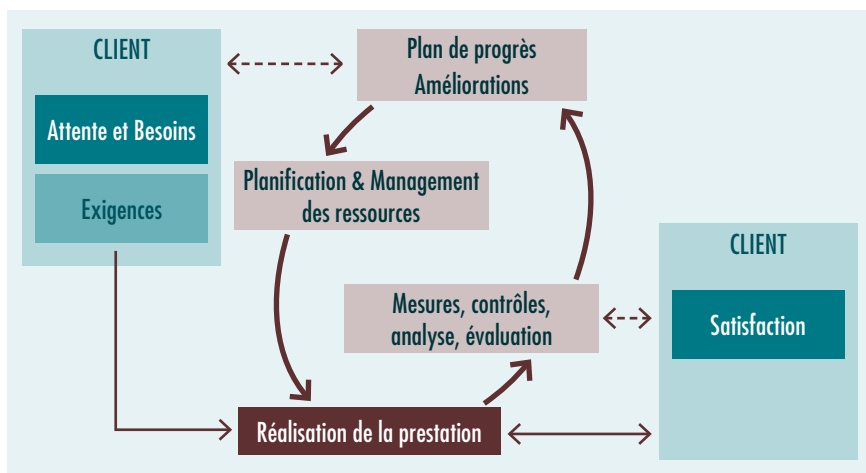 CLIENT
Attente et Besoins
Exigences
Plan de progrès
Améliorations
Planification & Management
des ressources
Mesures, contrôles,
analyse, évaluation
Réalisation de la prestation
CLIENT
Satisfaction